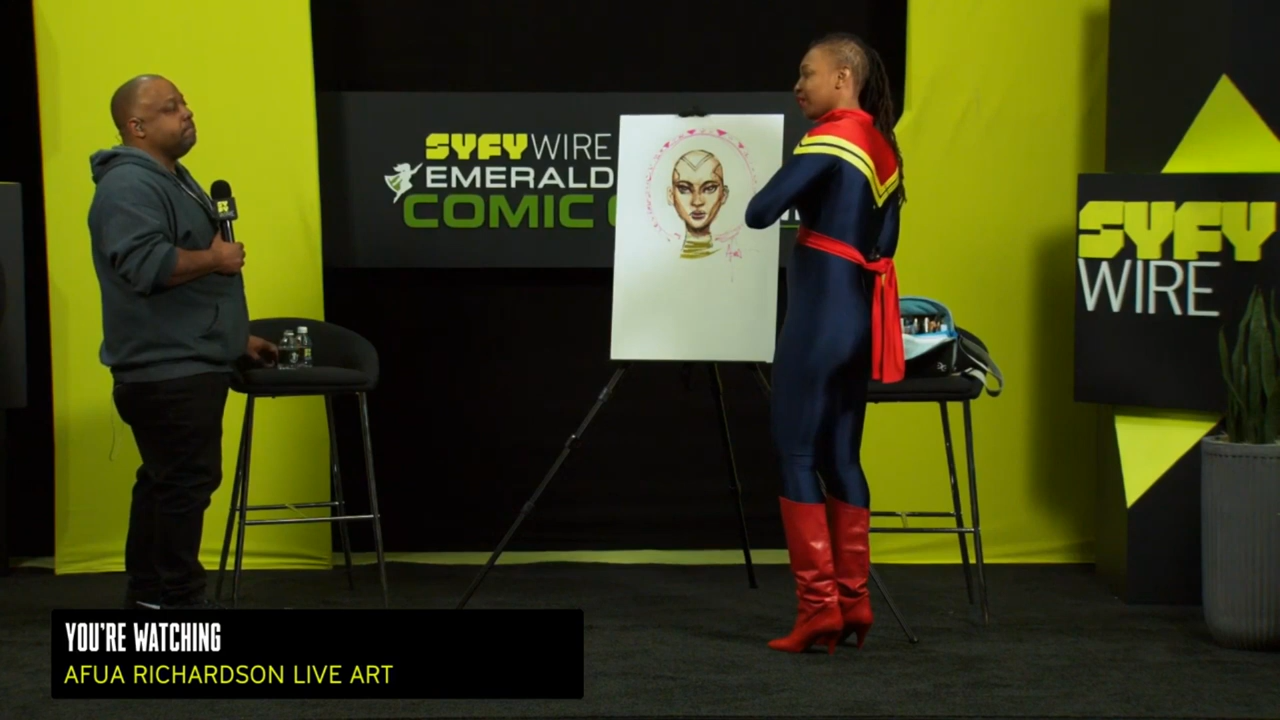 SYFY WIRE
EMERALD
COMIC
SYFY
WIRE
YOU'RE WATCHING
AFUA RICHARDSON LIVE ART